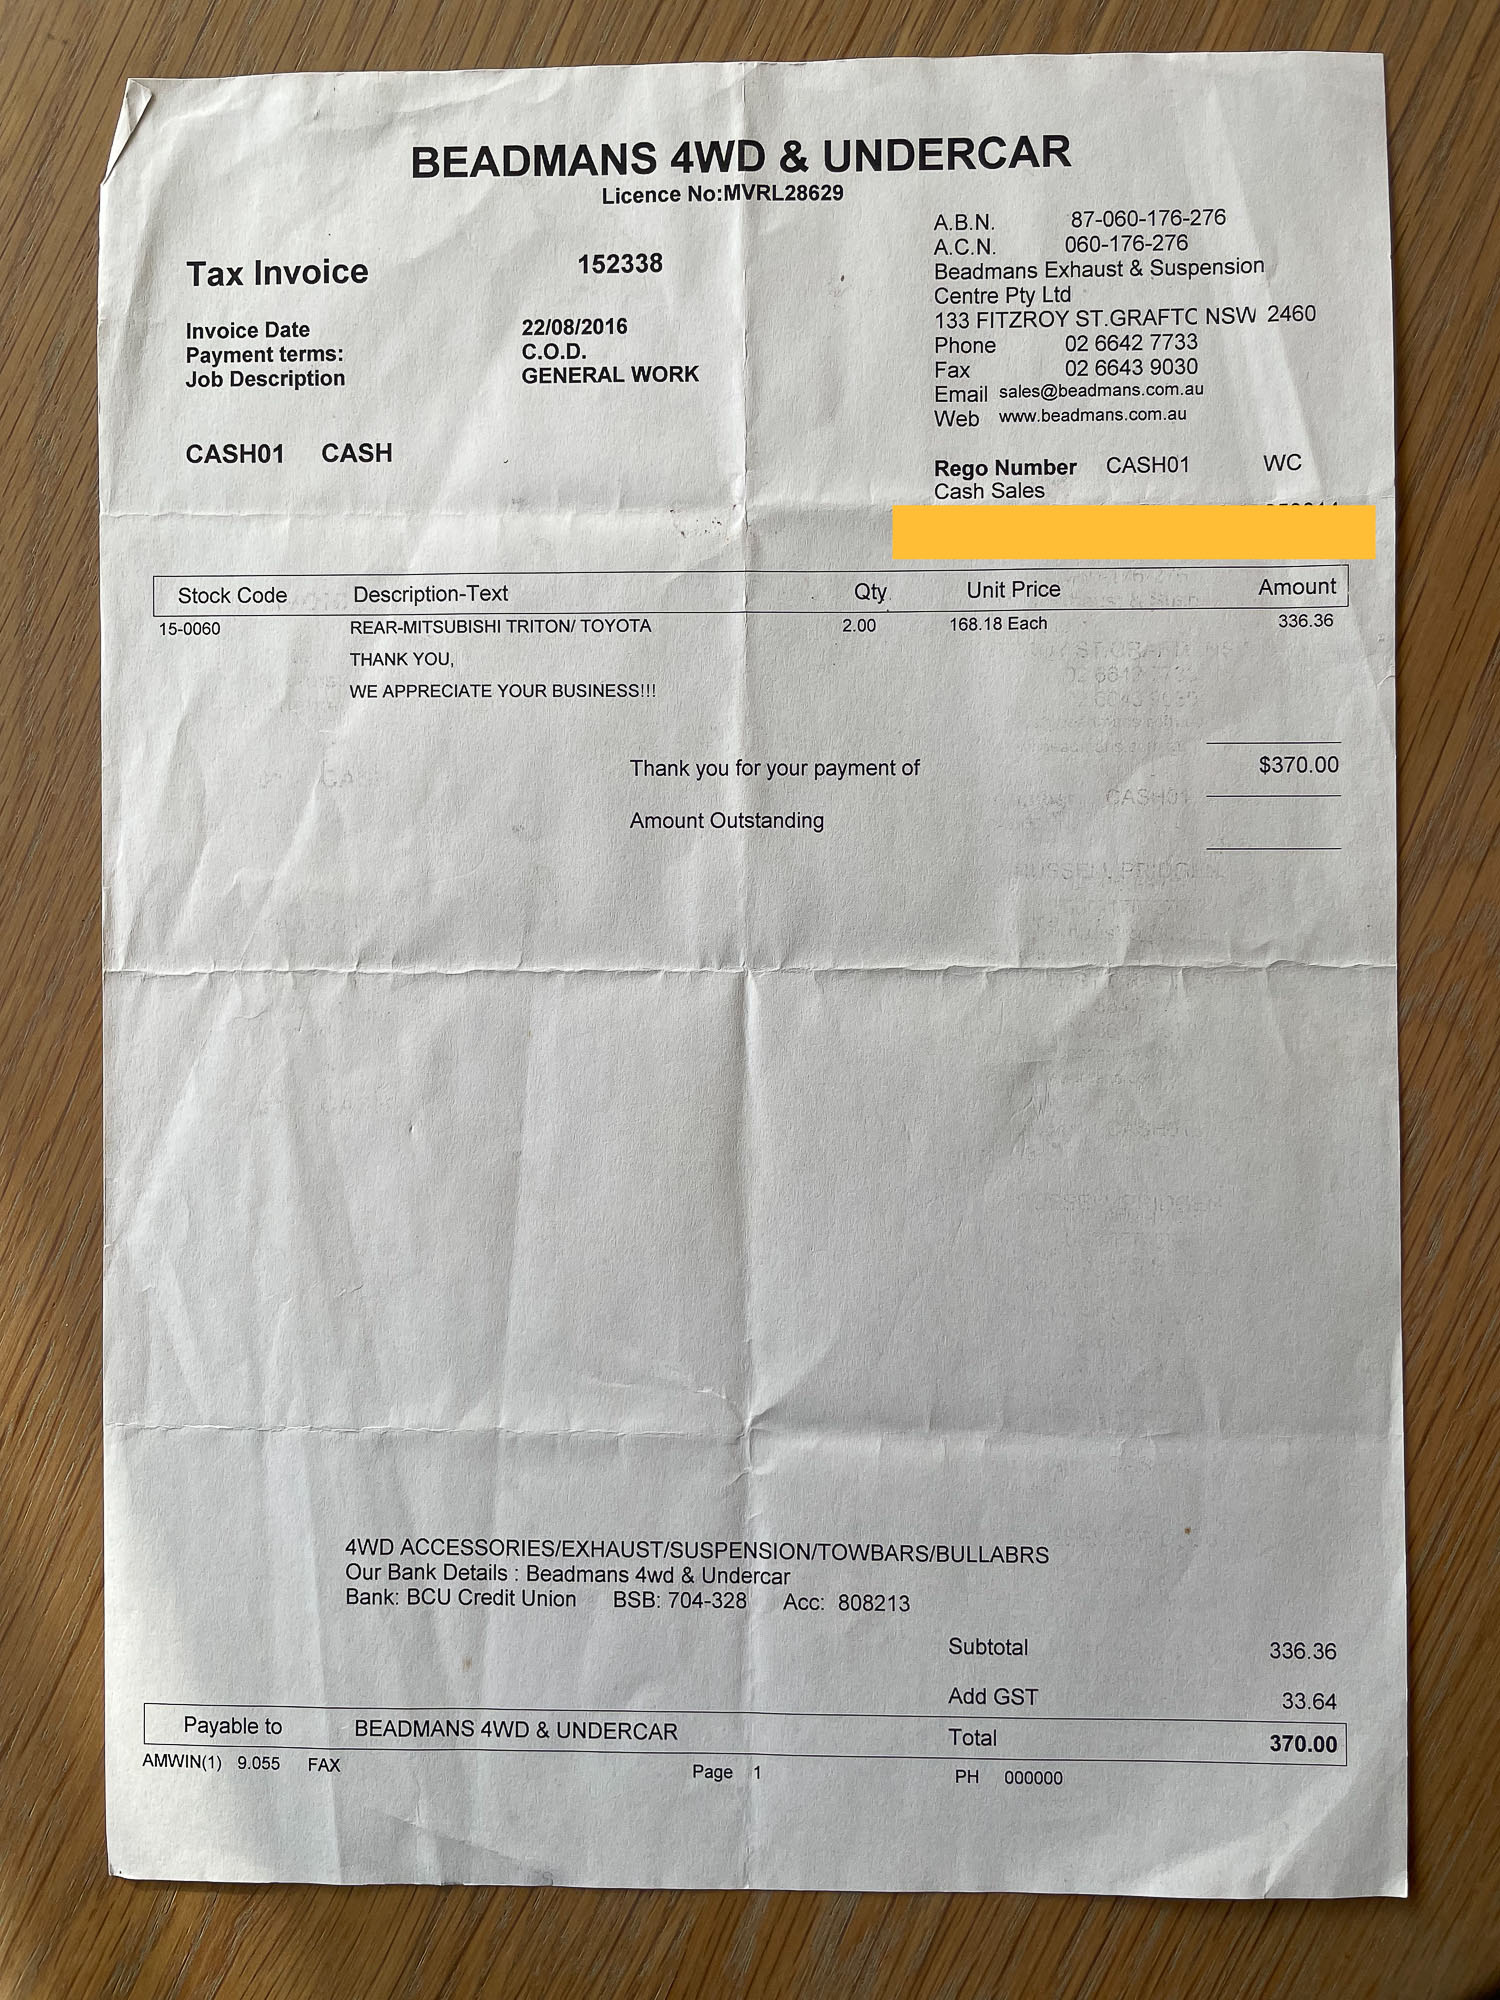 BEADMANS 4WD & UNDERCAR
Licence No:MVRL28629
A.B.N. 87-060-176-276
A.C.N. 060-176-276
Beadmans Exhaust & Suspension
Centre Pty Ltd
133 FITZROY ST.GRAFTC NSW 2460
Phone 02 6642 7733
Fax 02 6643 9030
Email sales@beadmans.com.au
Web www.beadmans.com.au
Tax Invoice 152338
Invoice Date 22/08/2016
Payment terms: C.O.D.
Job Description GENERAL WORK
CASH01 CASH
Rego Number CASH01 WC
Cash Sales
Stock Code Description-Text Qty Unit Price Amount
15-0060 REAR-MITSUBISHI TRITON/ TOYOTA 2.00 168.18 Each 336.36
THANK YOU,
WE APPRECIATE YOUR BUSINESS!!!
Thank you for your payment of $370.00
Amount Outstanding
4WD ACCESSORIES/EXHAUST/SUSPENSION/TOWBARS/BULLABRS
Our Bank Details : Beadmans 4wd & Undercar
Bank: BCU Credit Union BSB: 704-328 Acc: 808213
Subtotal 336.36
Add GST 33.64
Payable to BEADMANS 4WD & UNDERCAR Total 370.00
AMWIN(1) 9.055 FAX Page 1 PH 000000